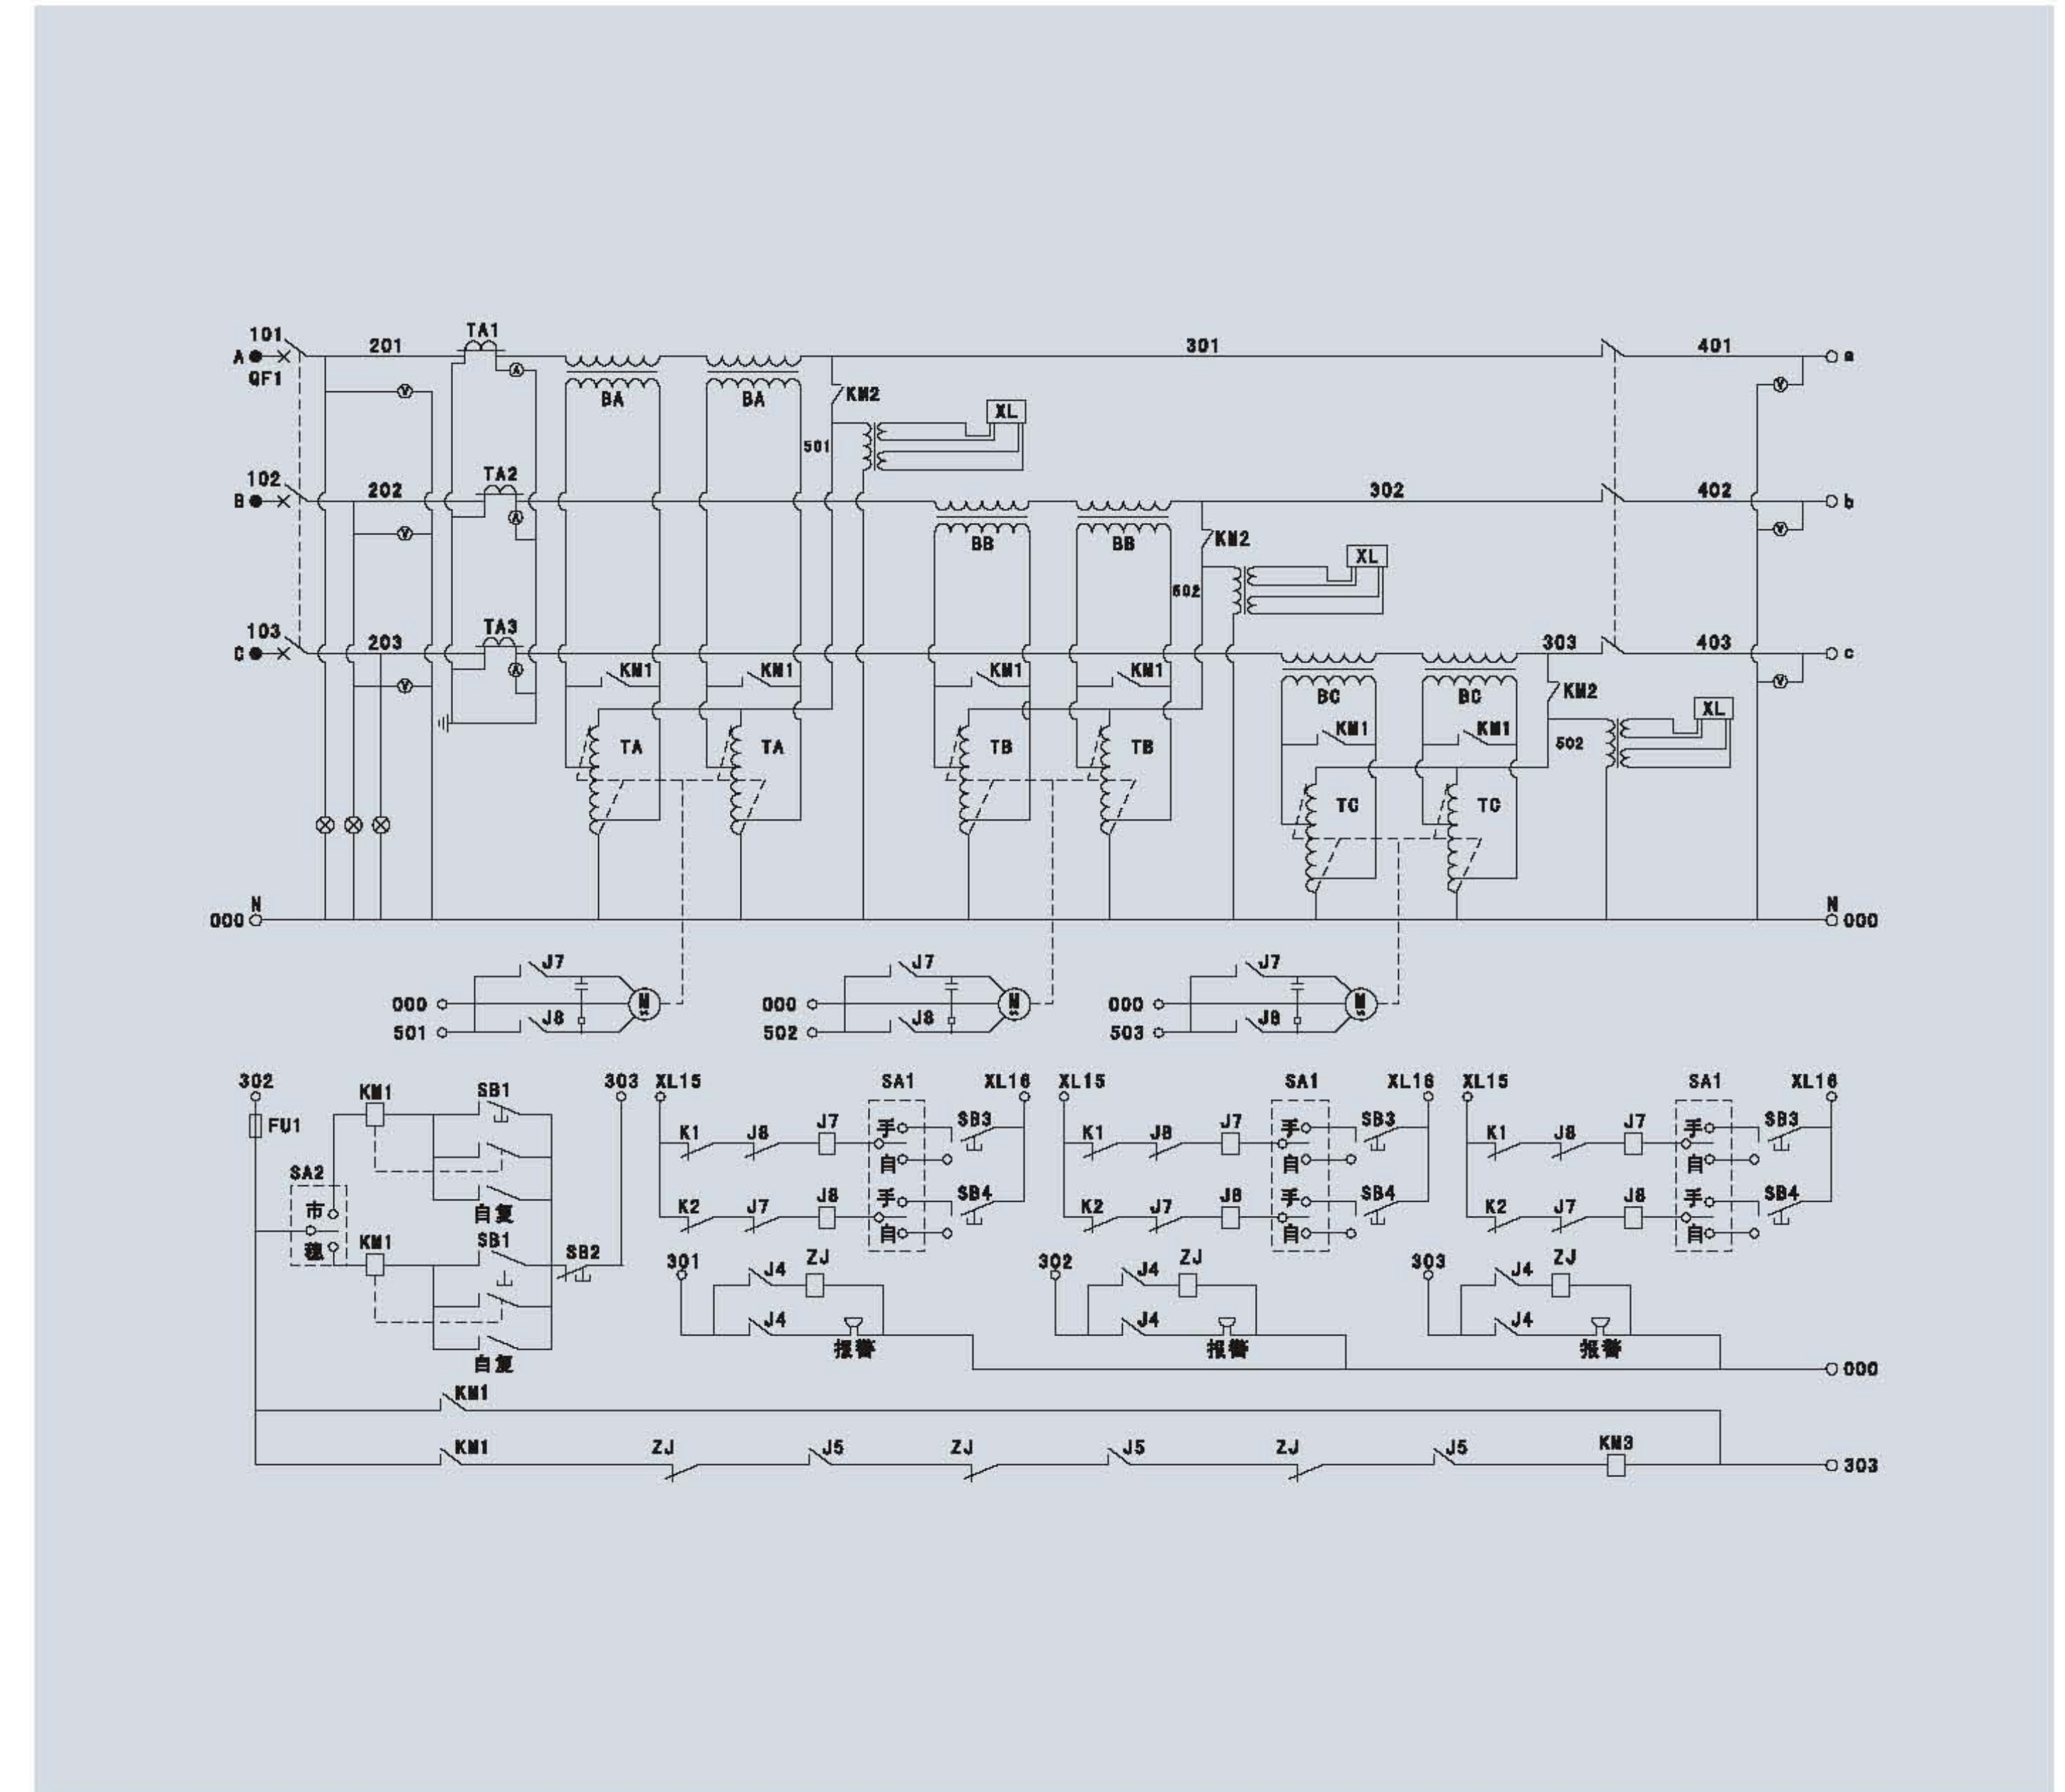 TA1
101
201
301
401
A
a
QF1
BA
BA
KM2
XL
501
TA2
102
202
302
402
B
b
BB
BB
KM2
XL
502
TA3
103
203
303
403
C
c
KM1
KM1
KM1
KM1
BC
BC
KM2
XL
TA
TA
TB
TB
KM1
KM1
502
TC
TC
N
N
000
000
J7
J7
J7
000
M
000
M
000
M
J8
J8
J8
501
502
503
302
KM1
SB1
303
XL15
SA1
XL16
XL15
SA1
XL16
XL15
SA1
XL16
FU1
K1
J8
J7
手
SB3
K1
J8
J7
手
SB3
K1
J8
J7
手
SB3
自
自
自
SA2
市
自复
K2
J7
J8
手
SB4
K2
J7
J8
手
SB4
K2
J7
J8
手
SB4
自
自
自
稳
KM1
SB1
SB2
301
J4
ZJ
302
J4
ZJ
303
J4
ZJ
J4
J4
J4
自复
报警
报警
报警
000
KM1
KM1
ZJ
J5
ZJ
J5
ZJ
J5
KM3
303